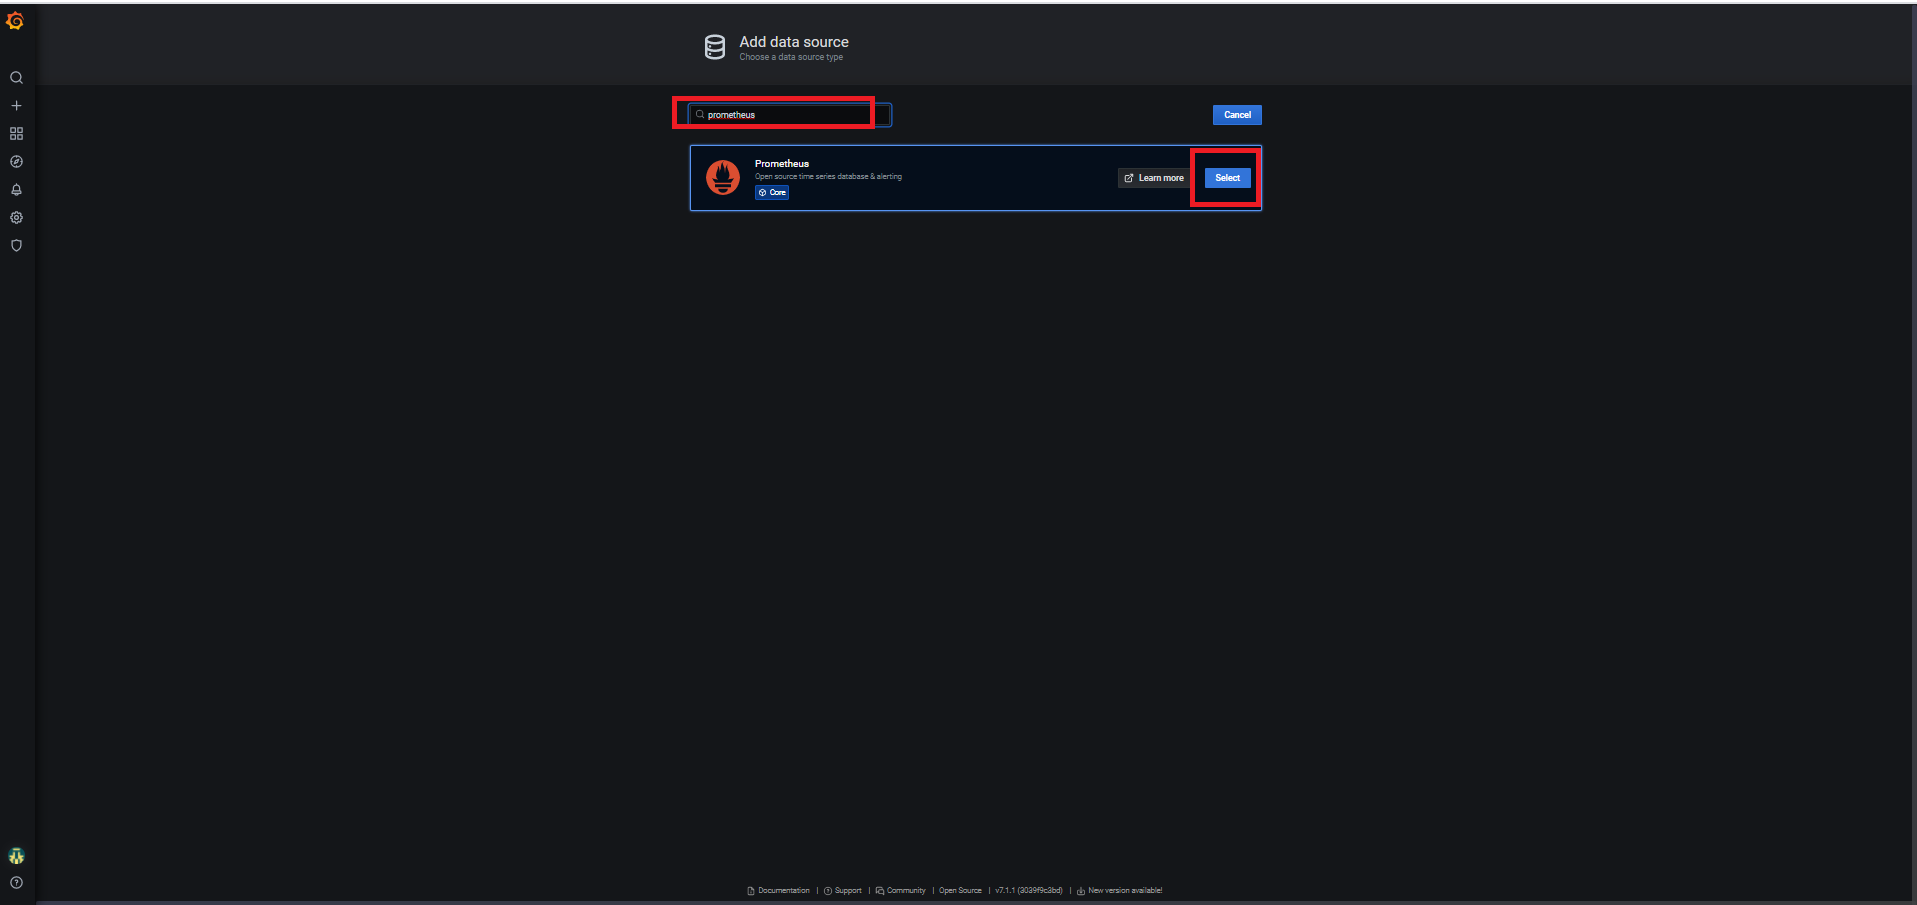 Add data source
Choose a data source type
prometheus
Cancel
Prometheus
Open source time series database & alerting
Core
Learn more
Select
Documentation | Support | Community | Open Source | v7.1.1 (3039f9c3bd) | New version available!